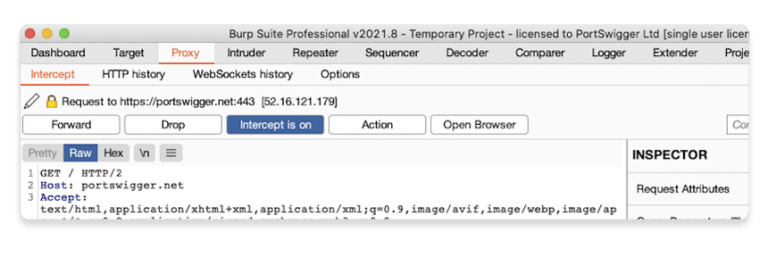 Burp Suite Professional v2021.8 - Temporary Project - licensed to PortSwigger Ltd [single user licen
Dashboard Target Proxy Intruder Repeater Sequencer Decoder Comparer Logger Extender Proje
Intercept HTTP history WebSockets history Options
Request to https://portswigger.net:443 [52.16.121.179]
Forward Drop Intercept is on Action Open Browser Co
Pretty Raw Hex \n
INSPECTOR
1 GET / HTTP/2
2 Host: portswigger.net
3 Accept:
text/html,application/xhtml+xml,application/xml;q=0.9,image/avif,image/webp,image/ap
Request Attributes